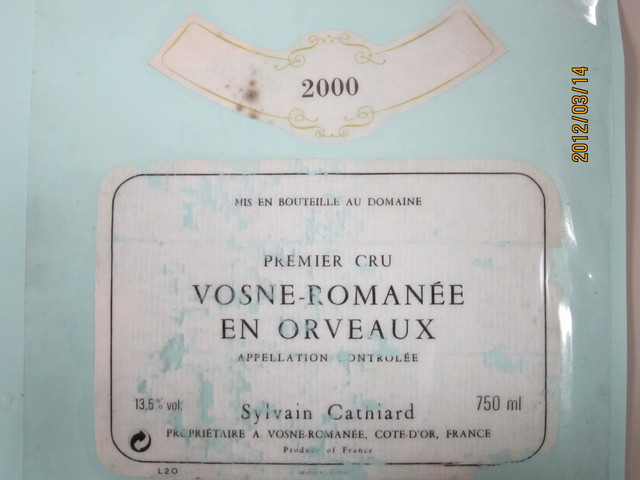 2000
2012/03/14
MIS EN BOUTEILLE AU DOMAINE
PREMIER CRU
VOSNE-ROMANÉE
EN ORVEAUX
APPELLATION CONTROLÉE
13,5% vol.
Sylvain Cathiard
750 ml
PROPRIÉTAIRE A VOSNE-ROMANÉE, COTE-D'OR, FRANCE
Produce of France
L20